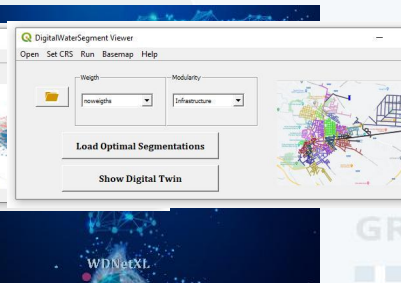 DigitalWaterSegment Viewer
Open Set CRS Run Basemap Help
Weigth
Modularity
noweigths
Infrastructure
Load Optimal Segmentations
Show Digital Twin
WDNetXL
GR